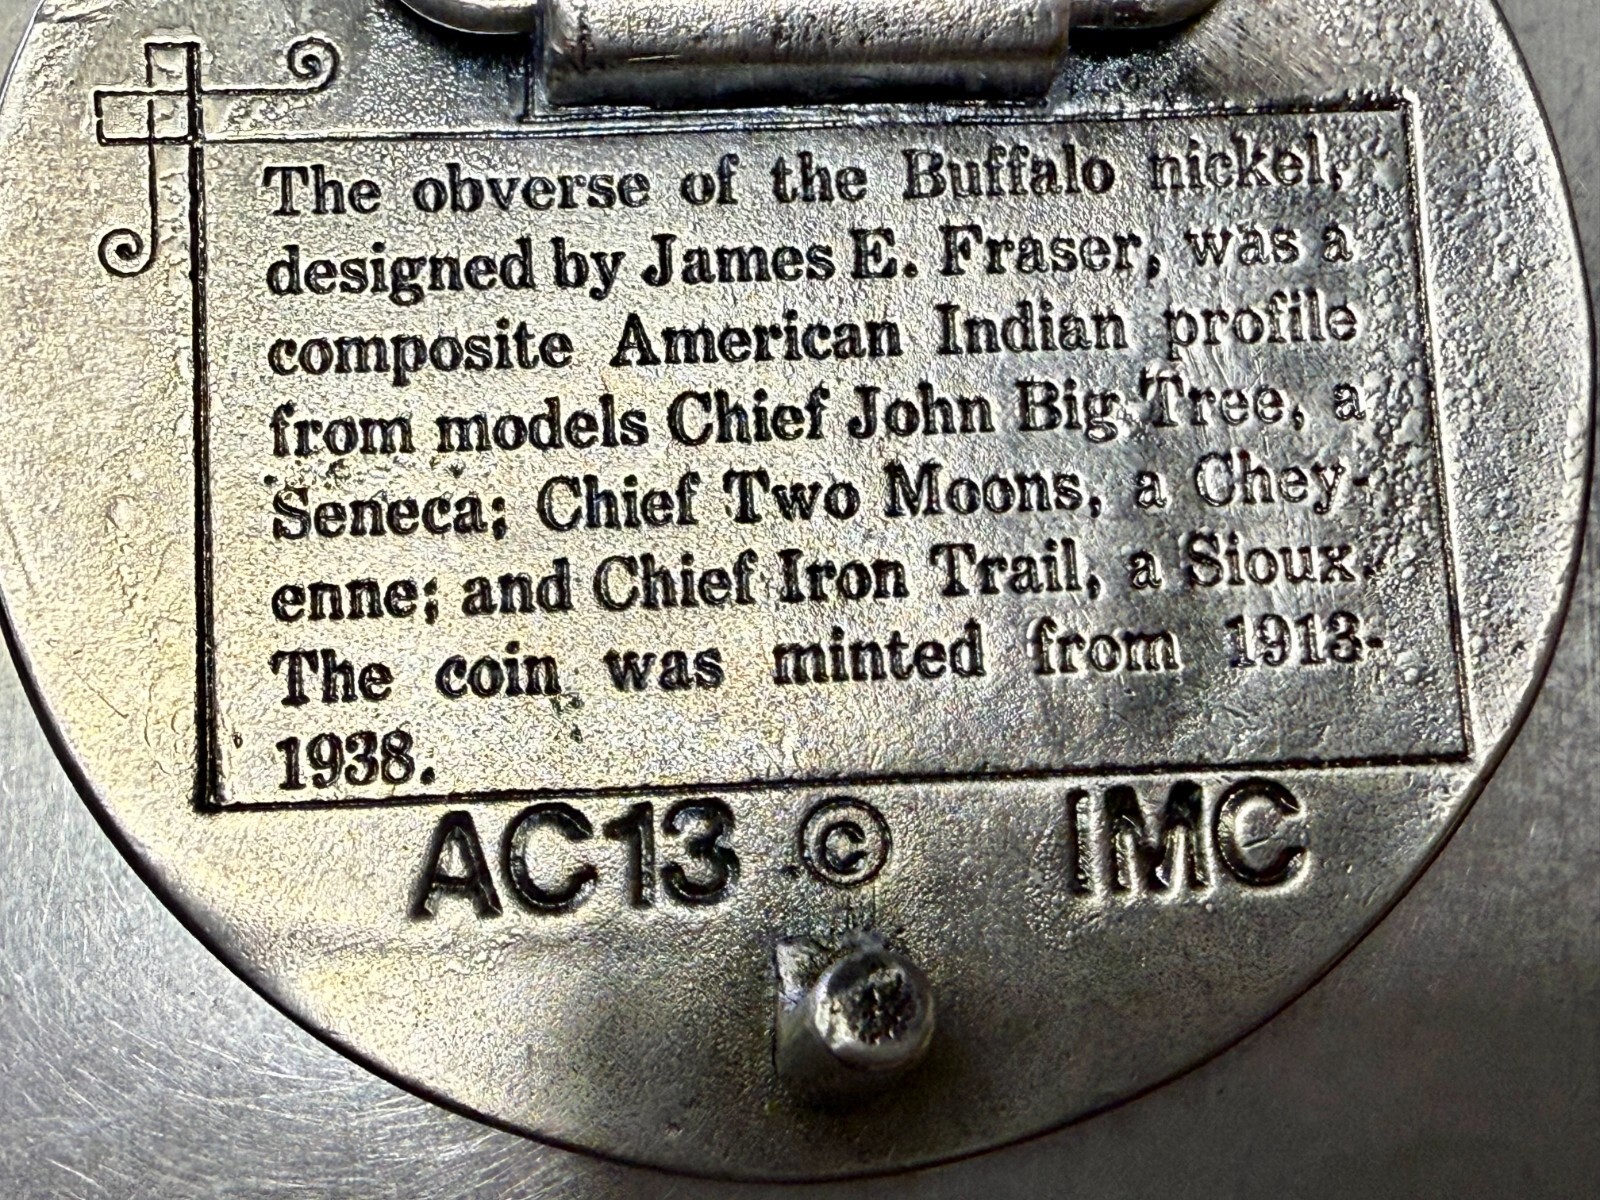 The obverse of the Buffalo nickel,
designed by James E. Fraser, was a
composite American Indian profile
from models Chief John Big Tree, a
Seneca; Chief Two Moons, a Chey-
enne; and Chief Iron Trail, a Sioux.
The coin was minted from 1913-
1938.
AC13 © IMC